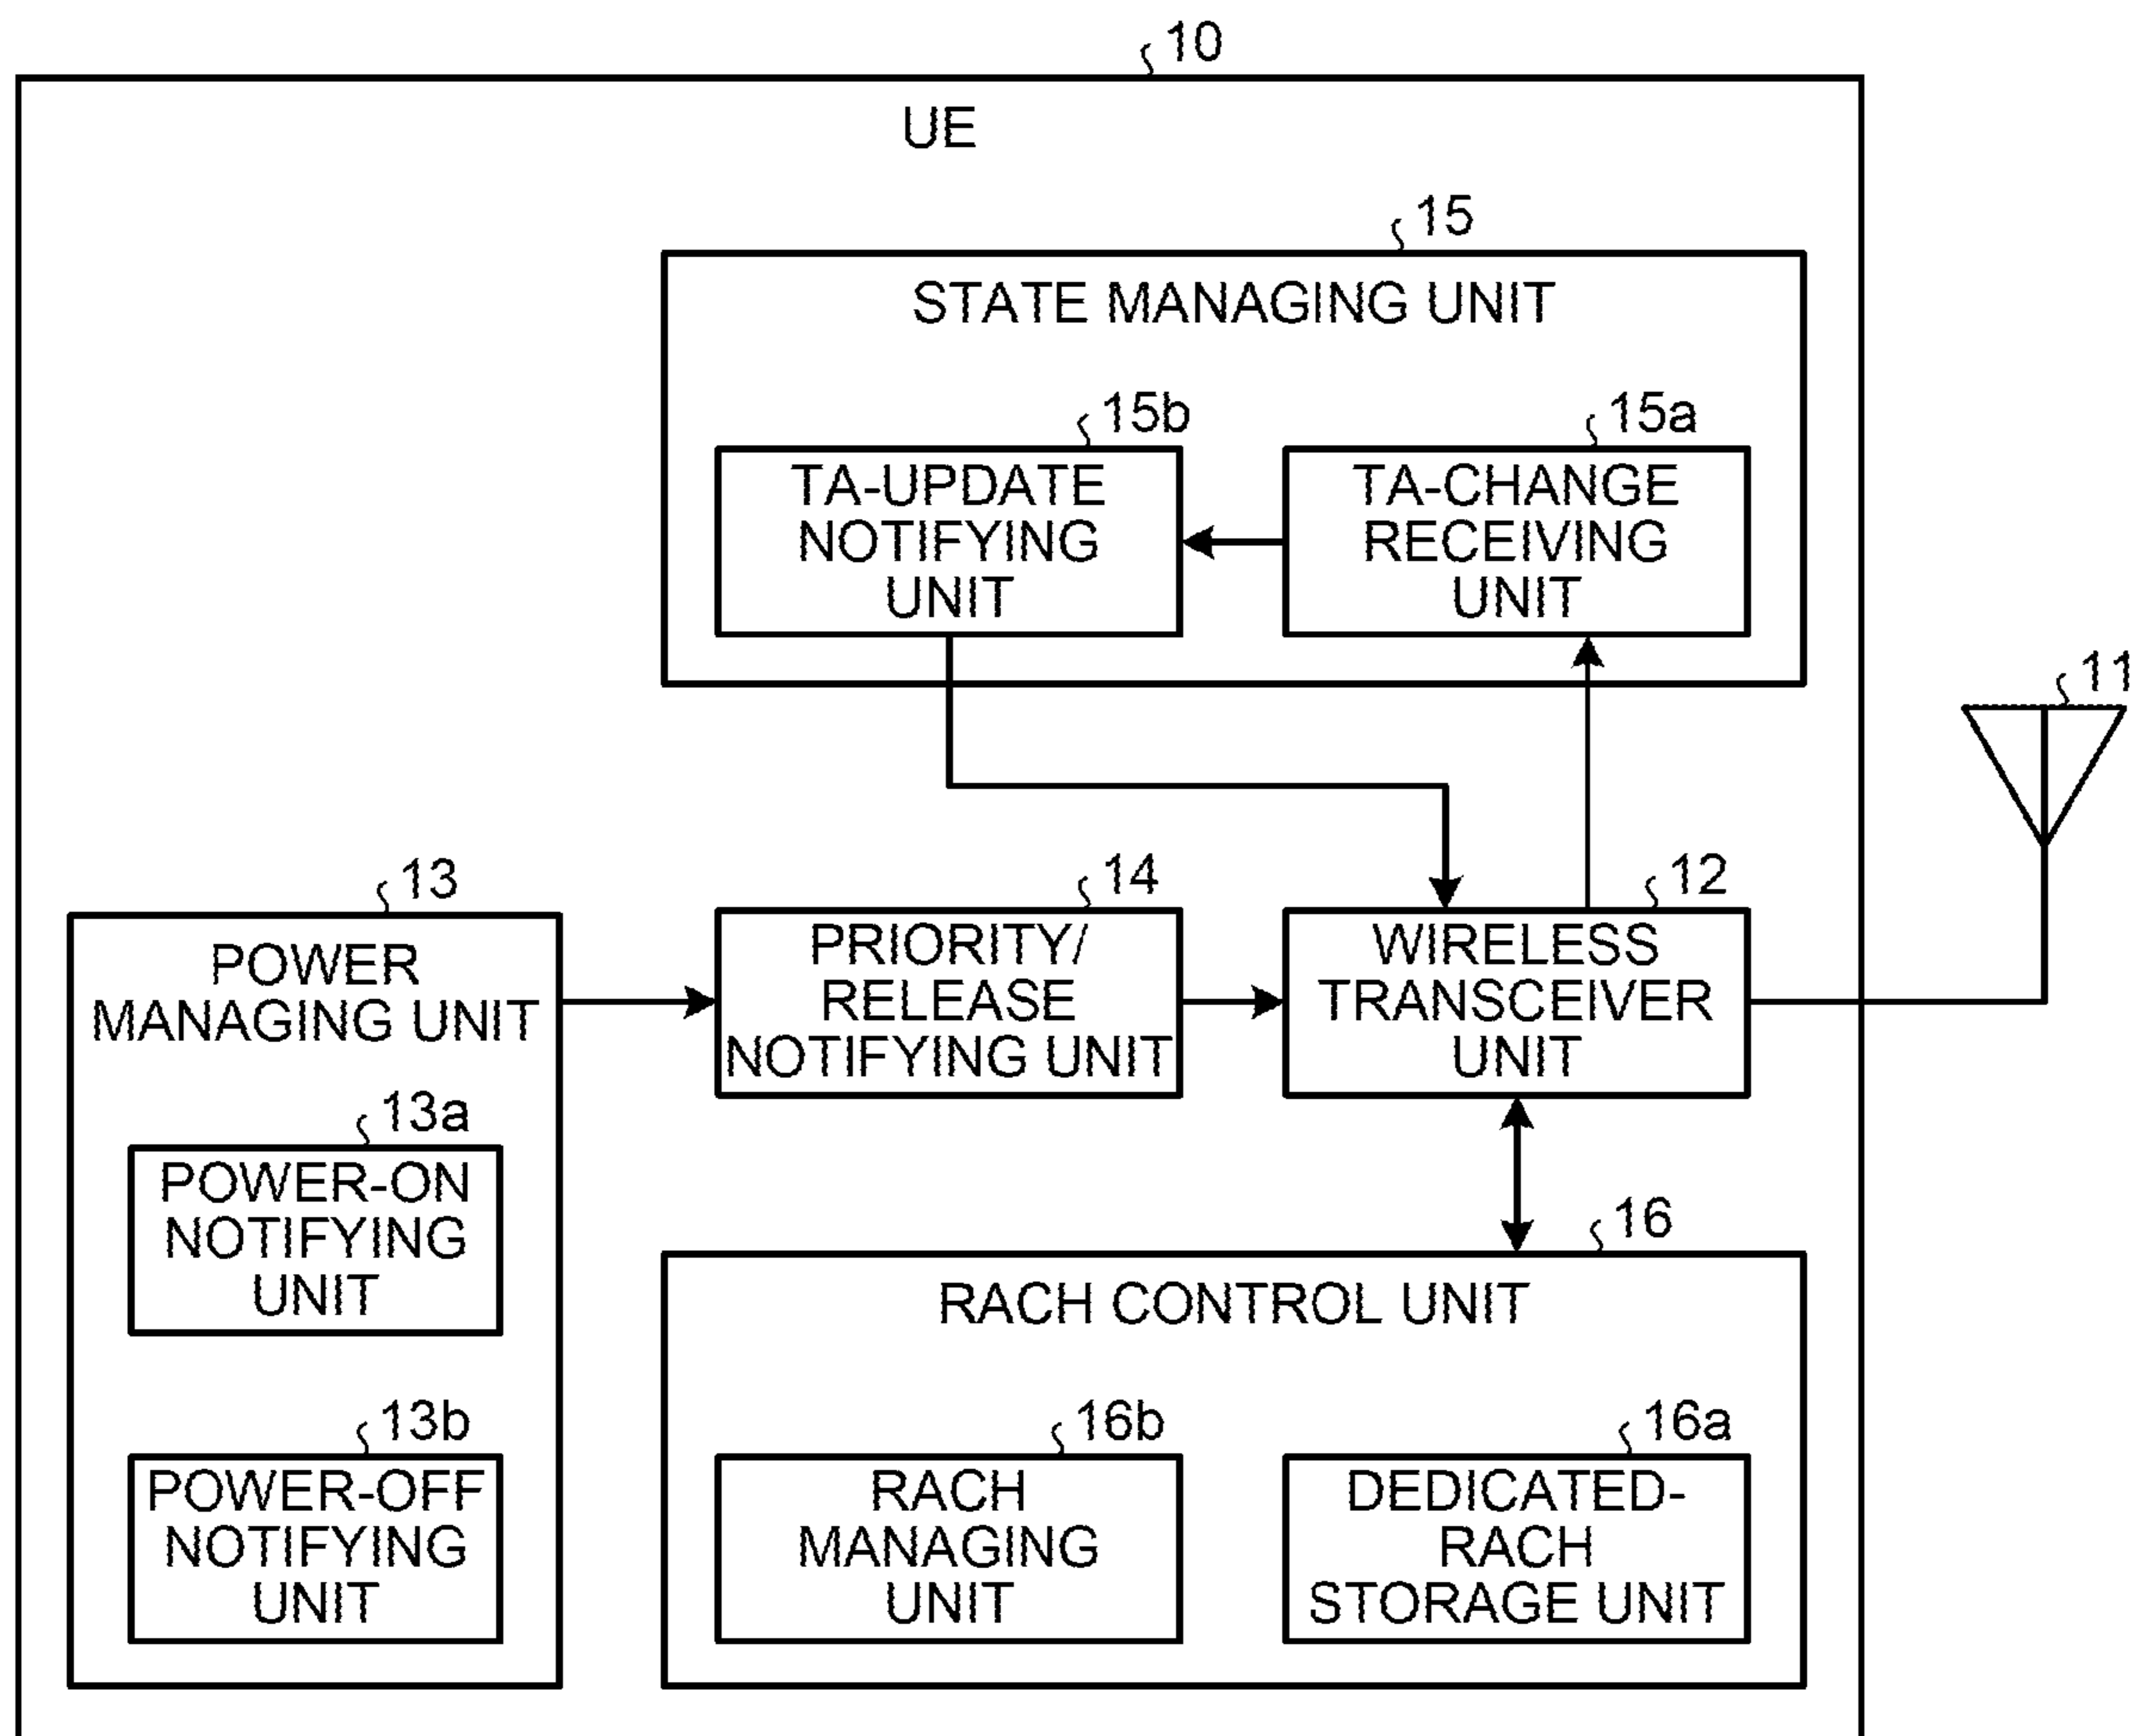 10
UE
15
STATE MANAGING UNIT
15b
TA-UPDATE
NOTIFYING
UNIT
15a
TA-CHANGE
RECEIVING
UNIT
11
13
POWER
MANAGING UNIT
14
PRIORITY/
RELEASE
NOTIFYING UNIT
12
WIRELESS
TRANSCEIVER
UNIT
13a
POWER-ON
NOTIFYING
UNIT
13b
POWER-OFF
NOTIFYING
UNIT
16
RACH CONTROL UNIT
16b
RACH
MANAGING
UNIT
16a
DEDICATED-
RACH
STORAGE UNIT